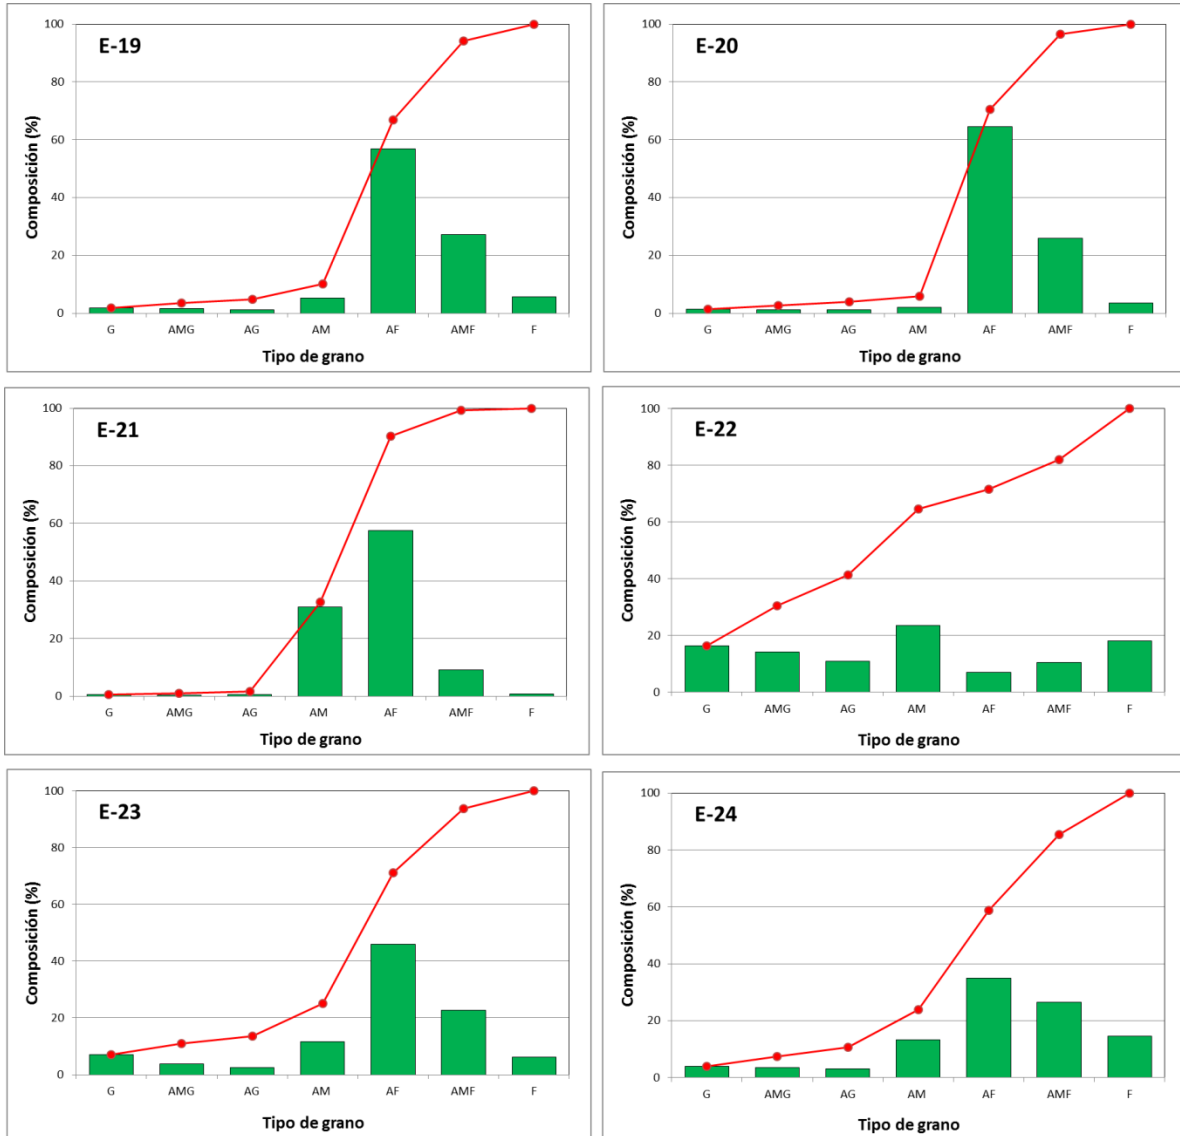 E-19
Composición (%)
100
80
60
40
20
0
G AMG AG AM AF AMF F
Tipo de grano
E-20
Composición (%)
100
80
60
40
20
0
G AMG AG AM AF AMF F
Tipo de grano
E-21
Composición (%)
100
80
60
40
20
0
G AMG AG AM AF AMF F
Tipo de grano
E-22
Composición (%)
100
80
60
40
20
0
G AMG AG AM AF AMF F
Tipo de grano
E-23
Composición (%)
100
80
60
40
20
0
G AMG AG AM AF AMF F
Tipo de grano
E-24
Composición (%)
100
80
60
40
20
0
G AMG AG AM AF AMF F
Tipo de grano